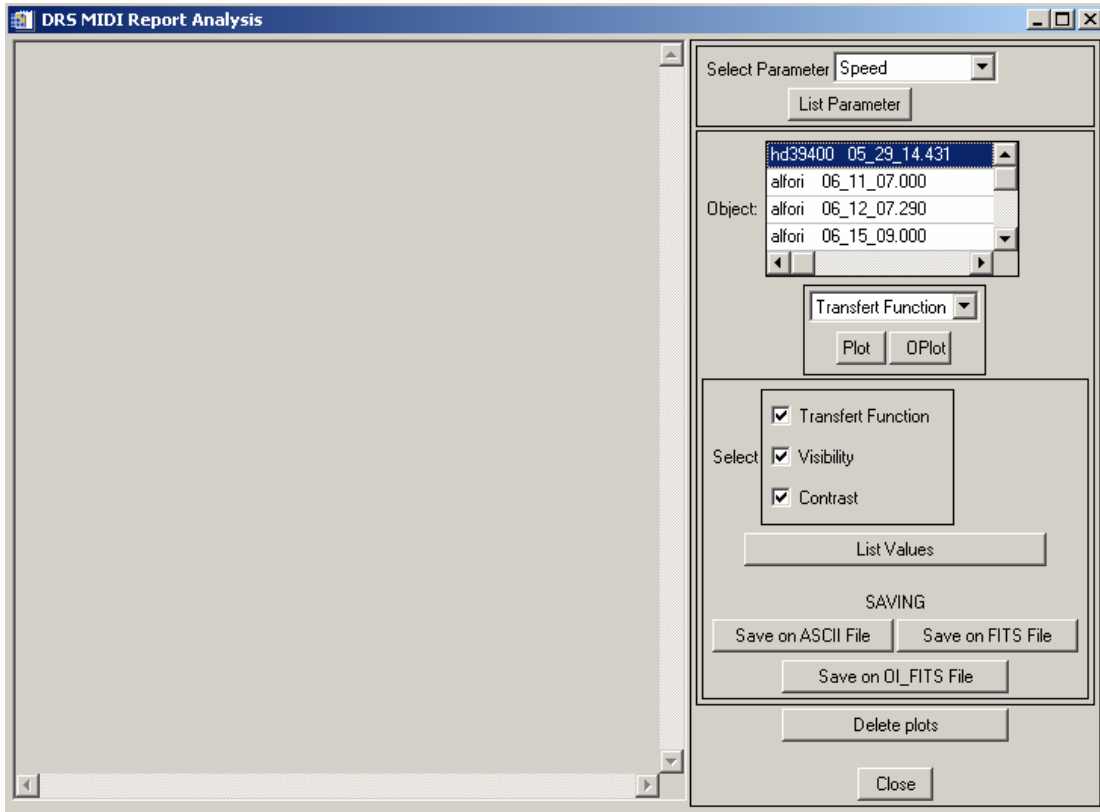 DRS MIDI Report Analysis
Select Parameter Speed
List Parameter
hd39400 05_29_14.431
alfori 06_11_07.000
Object: alfori 06_12_07.290
alfori 06_15_09.000
Transfert Function
Plot OPlot
Transfert Function
Select Visibility
Contrast
List Values
SAVING
Save on ASCII File Save on FITS File
Save on OI_FITS File
Delete plots
Close